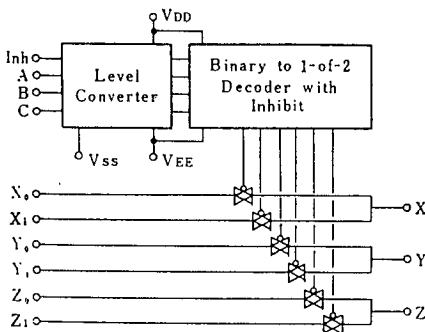 VDD
Inh
A
B
C
Level
Converter
Binary to 1-of-2
Decoder with
Inhibit
VSS
VEE
X0
X1
X
Y0
Y1
Y
Z0
Z1
Z